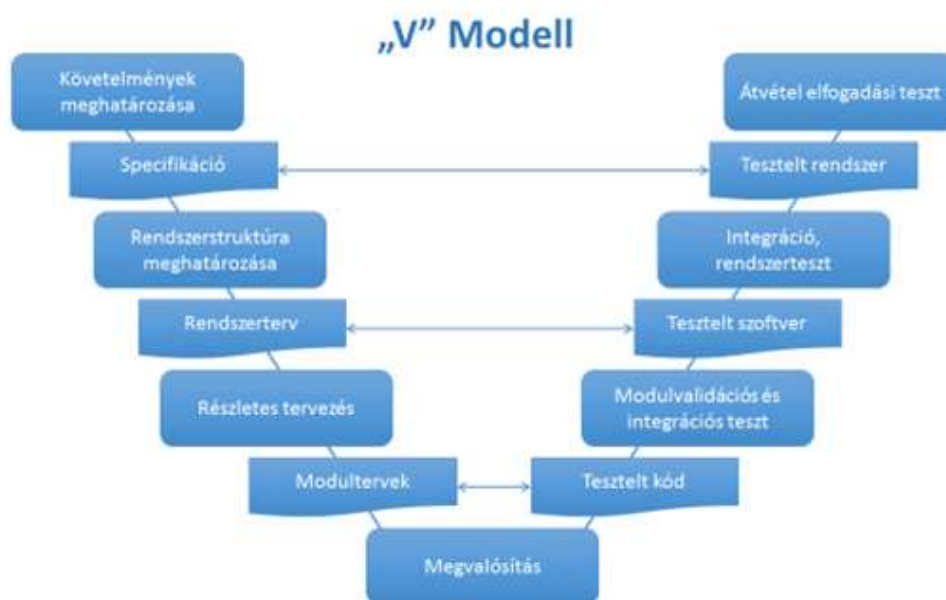 „V” Modell
Követelmények
meghatározása
Átvétel elfogadási teszt
Specifikáció
Tesztelt rendszer
Rendszerstruktúra
meghatározása
Integráció,
rendszerteszt
Rendszerterv
Tesztelt szoftver
Részletes tervezés
Modulvalidációs és
integrációs teszt
Modultervek
Tesztelt kód
Megvalósítás